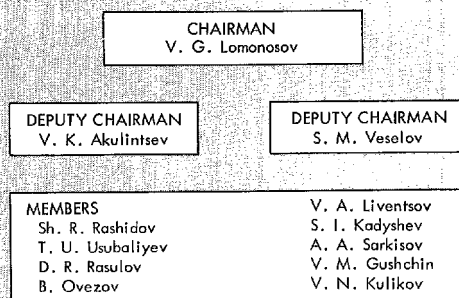 CHAIRMAN
V. G. Lomonosov
DEPUTY CHAIRMAN
V. K. Akulintsev
DEPUTY CHAIRMAN
S. M. Veselov
MEMBERS
Sh. R. Rashidov
T. U. Usubaliyev
D. R. Rasulov
B. Ovezov
V. A. Liventsov
S. I. Kadyshev
A. A. Sarkisov
V. M. Gushchin
V. N. Kulikov